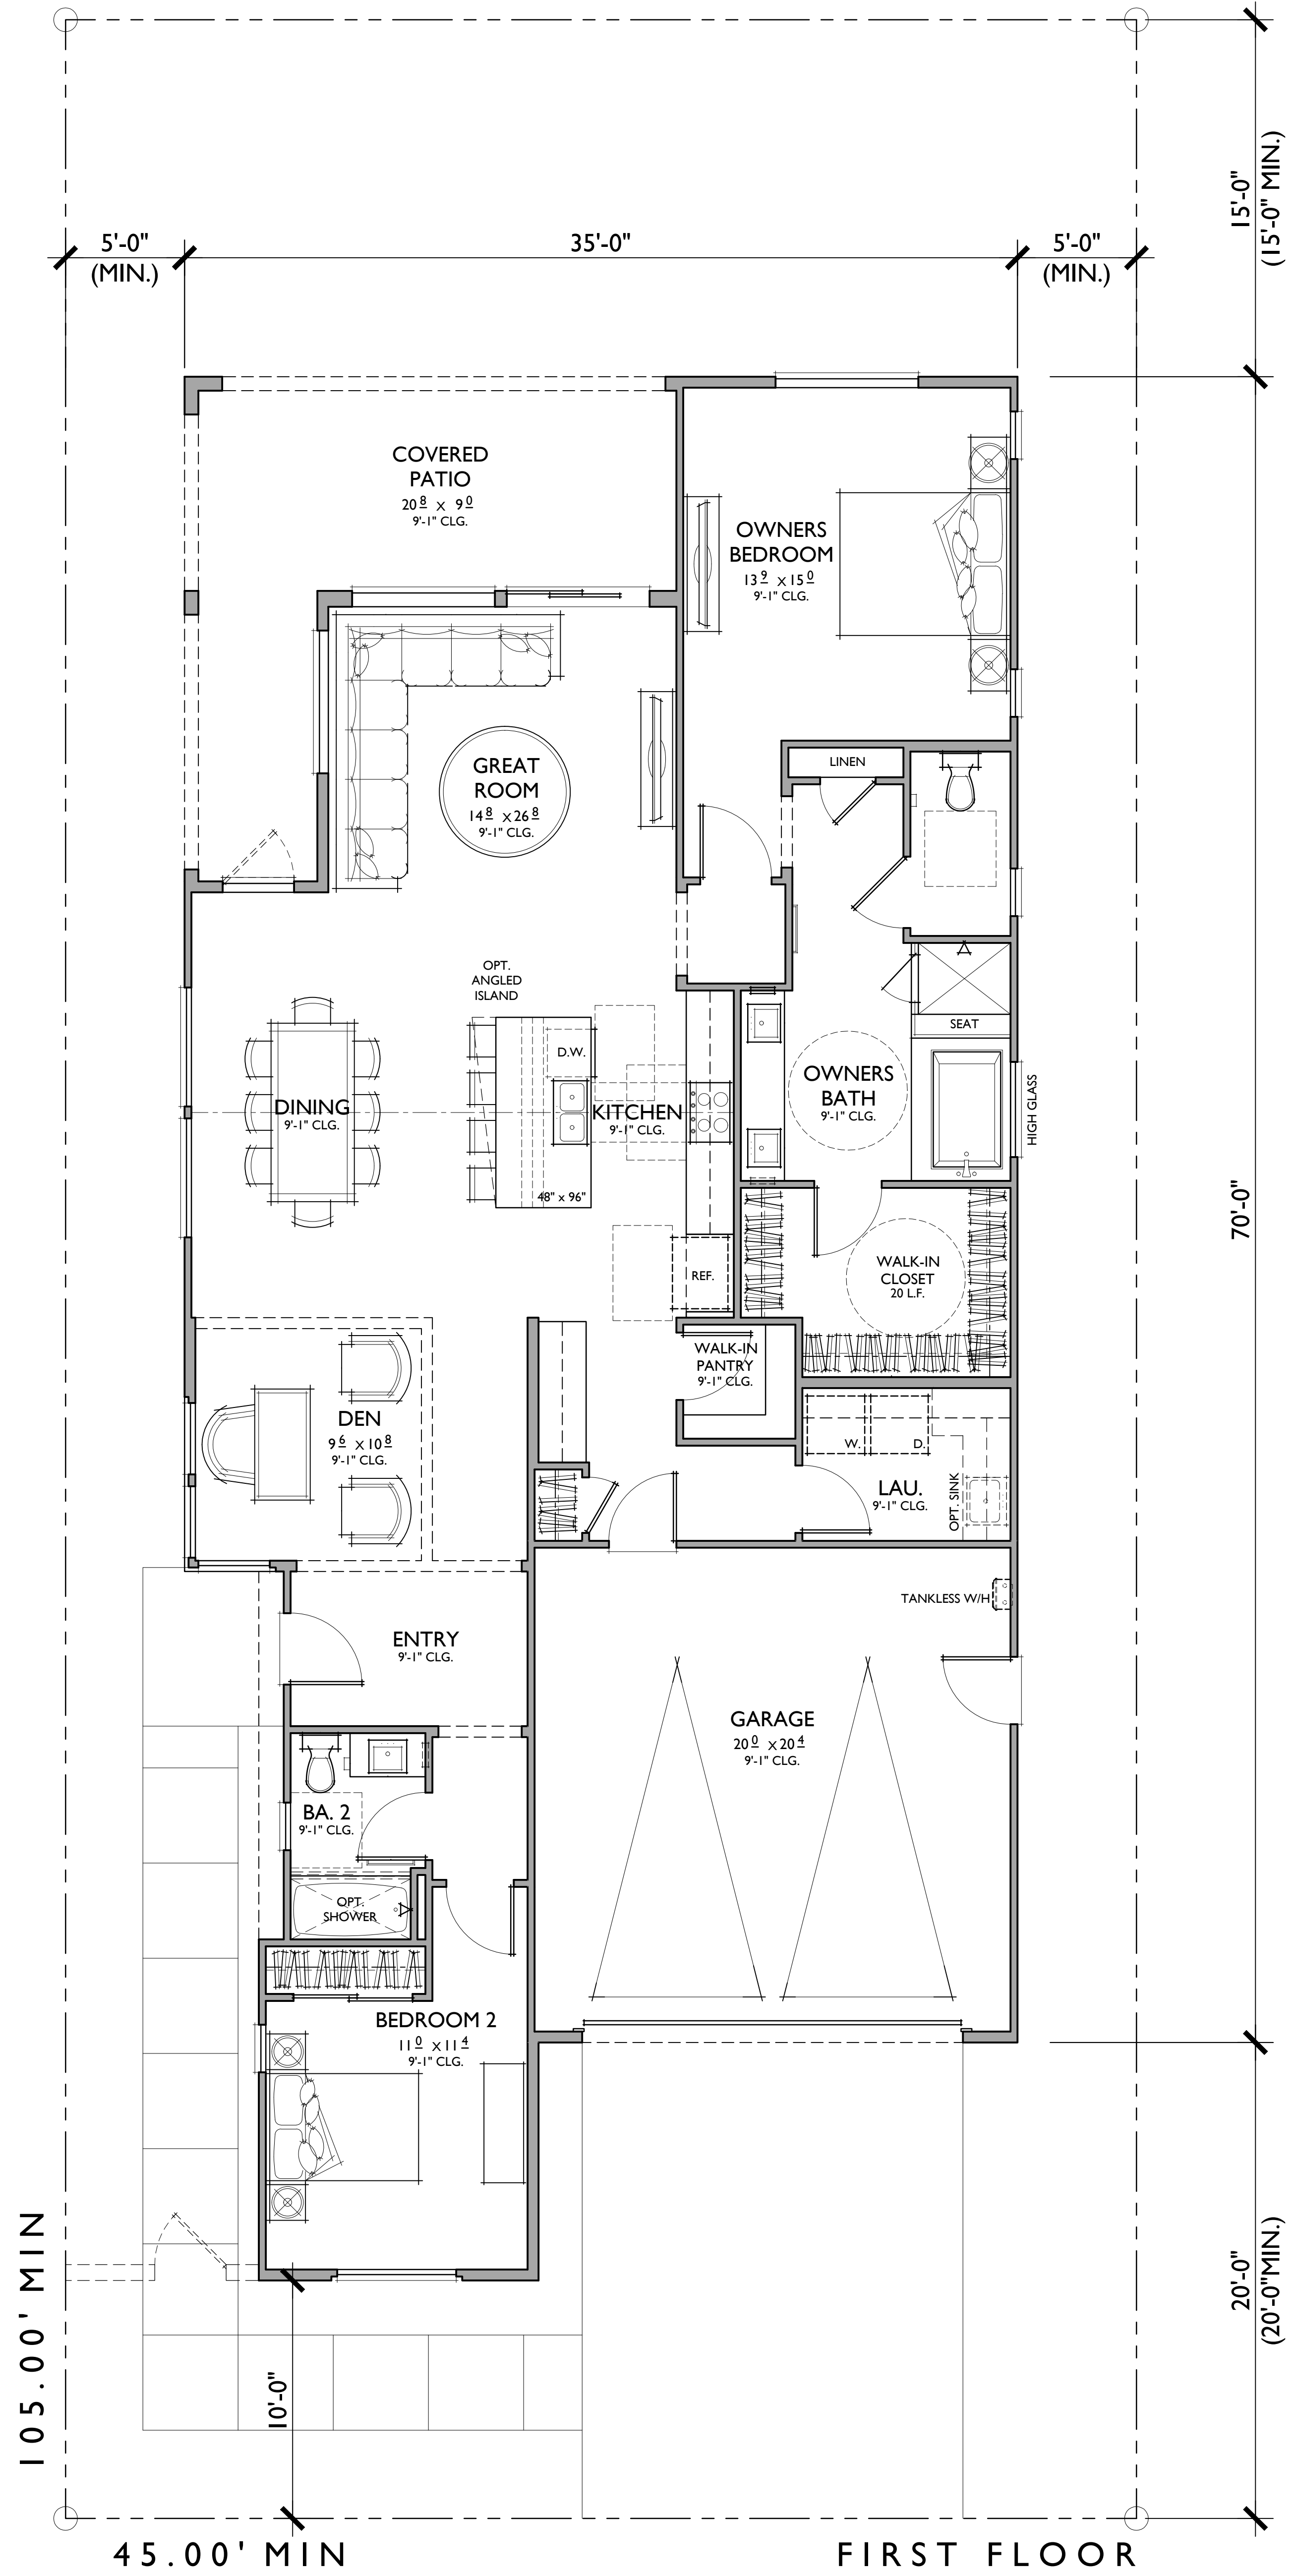 15'-0"
(15'-0" MIN.)
5'-0"
(MIN.)
35'-0"
5'-0"
(MIN.)
COVERED
PATIO
20 8 X 9 0
9'-1" CLG.
OWNERS
BEDROOM
13 9 X 15 0
9'-1" CLG.
GREAT
ROOM
14 8 X 26 8
9'-1" CLG.
LINEN
OPT.
ANGLED
ISLAND
SEAT
D.W.
DINING
9'-1" CLG.
KITCHEN
9'-1" CLG.
OWNERS
BATH
9'-1" CLG.
HIGH GLASS
48" x 96"
70'-0"
REF.
WALK-IN
CLOSET
20 L.F.
WALK-IN
PANTRY
9'-1" CLG.
DEN
9 6 X 10 8
9'-1" CLG.
W.
D.
LAU.
9'-1" CLG.
OPT. SINK
TANKLESS W/H
ENTRY
9'-1" CLG.
GARAGE
20 0 X 20 4
9'-1" CLG.
BA. 2
9'-1" CLG.
OPT.
SHOWER
BEDROOM 2
11 0 X 11 4
9'-1" CLG.
20'-0"
(20'-0"MIN.)
105.00' MIN
10'-0"
45.00' MIN
FIRST FLOOR